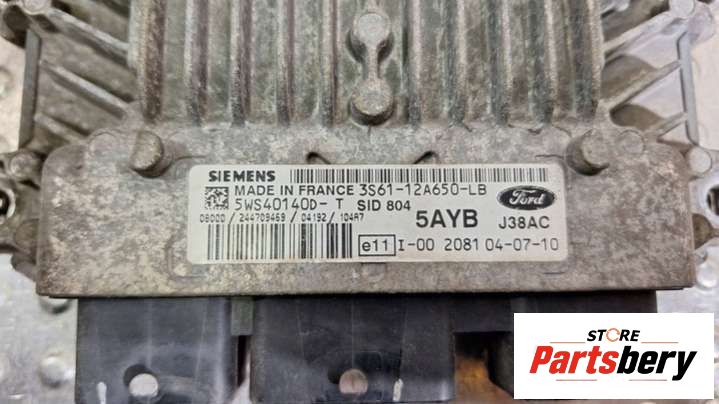 SIEMENS
MADE IN FRANCE 3S61-12A650-LB
5WS40140D-T SID 804
08000 / 244709469 / 04192 / 104A7
5AYB J38AC
Ford
e11 I-00 2081 04-07-10
STORE
Partsbery